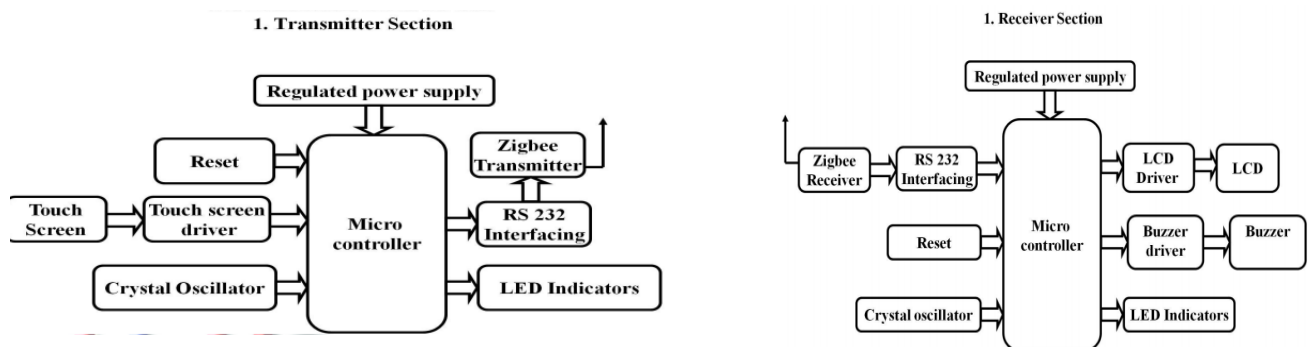 1. Transmitter Section
Regulated power supply
Reset
Zigbee
Transmitter
Touch
Screen
Touch screen
driver
Micro
controller
RS 232
Interfacing
Crystal Oscillator
LED Indicators
1. Receiver Section
Regulated power supply
Zigbee
Receiver
RS 232
Interfacing
LCD
Driver
LCD
Reset
Micro
controller
Buzzer
driver
Buzzer
Crystal oscillator
LED Indicators